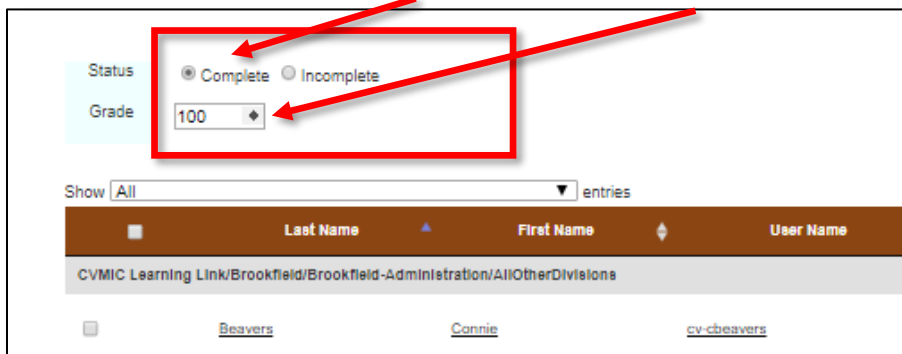 Status Complete Incomplete
Grade 100
Show All entries
Last Name First Name User Name
CVMIC Learning Link/Brookfield/Brookfield-Administration/AllOtherDivisions
Beavers Connie cv-cbeavers